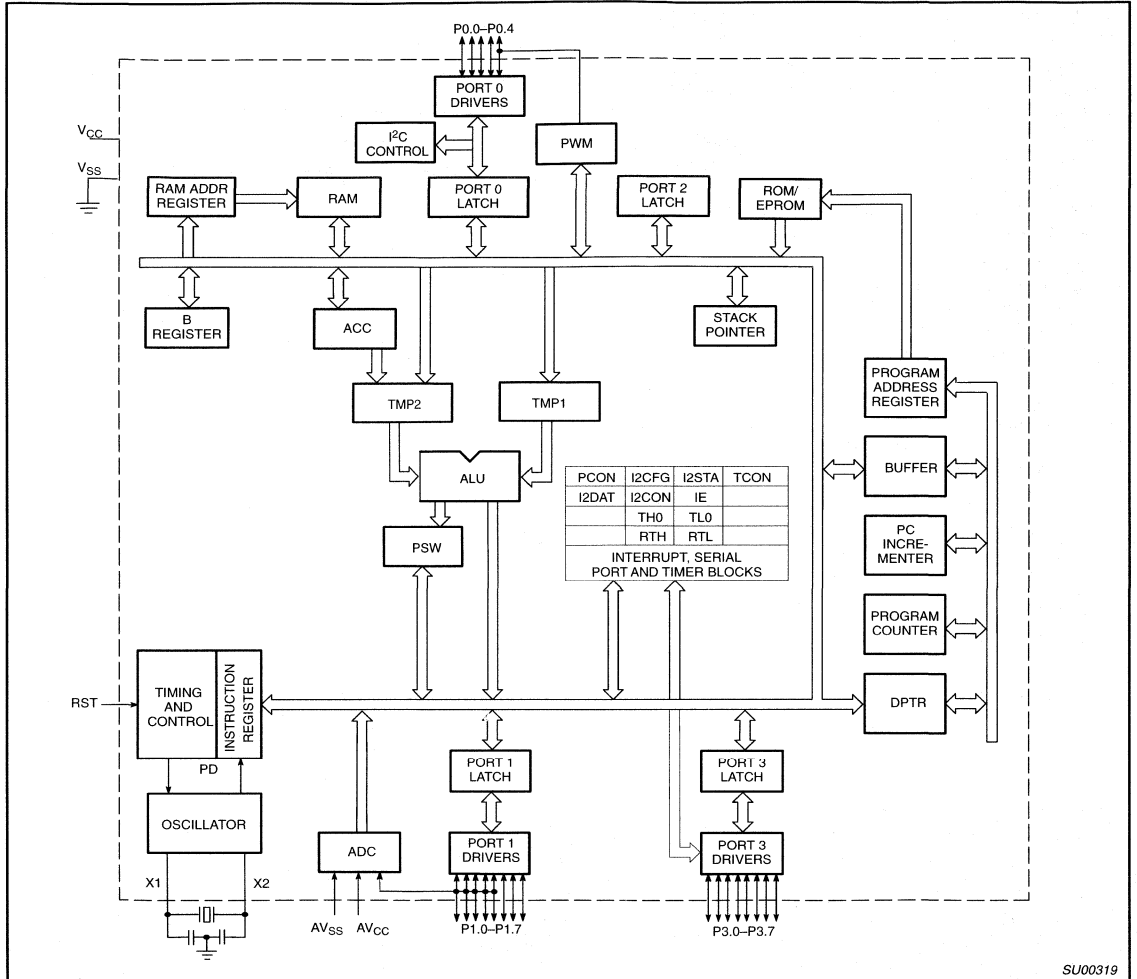 P0.0–P0.4
PORT 0
DRIVERS
VCC
I2C
CONTROL
PWM
VSS
RAM ADDR
REGISTER
RAM
PORT 0
LATCH
PORT 2
LATCH
ROM/
EPROM
B
REGISTER
ACC
STACK
POINTER
PROGRAM
ADDRESS
REGISTER
TMP2
TMP1
BUFFER
ALU
PCON I2CFG I2STA TCON
I2DAT I2CON IE
TH0 TL0
RTH RTL
INTERRUPT, SERIAL
PORT AND TIMER BLOCKS
PSW
PC
INCRE-
MENTER
PROGRAM
COUNTER
RST
TIMING
AND
CONTROL
INSTRUCTION
REGISTER
DPTR
PD
PORT 1
LATCH
PORT 3
LATCH
OSCILLATOR
ADC
PORT 1
DRIVERS
PORT 3
DRIVERS
X1
X2
AVSS
AVCC
P1.0–P1.7
P3.0–P3.7
SU00319